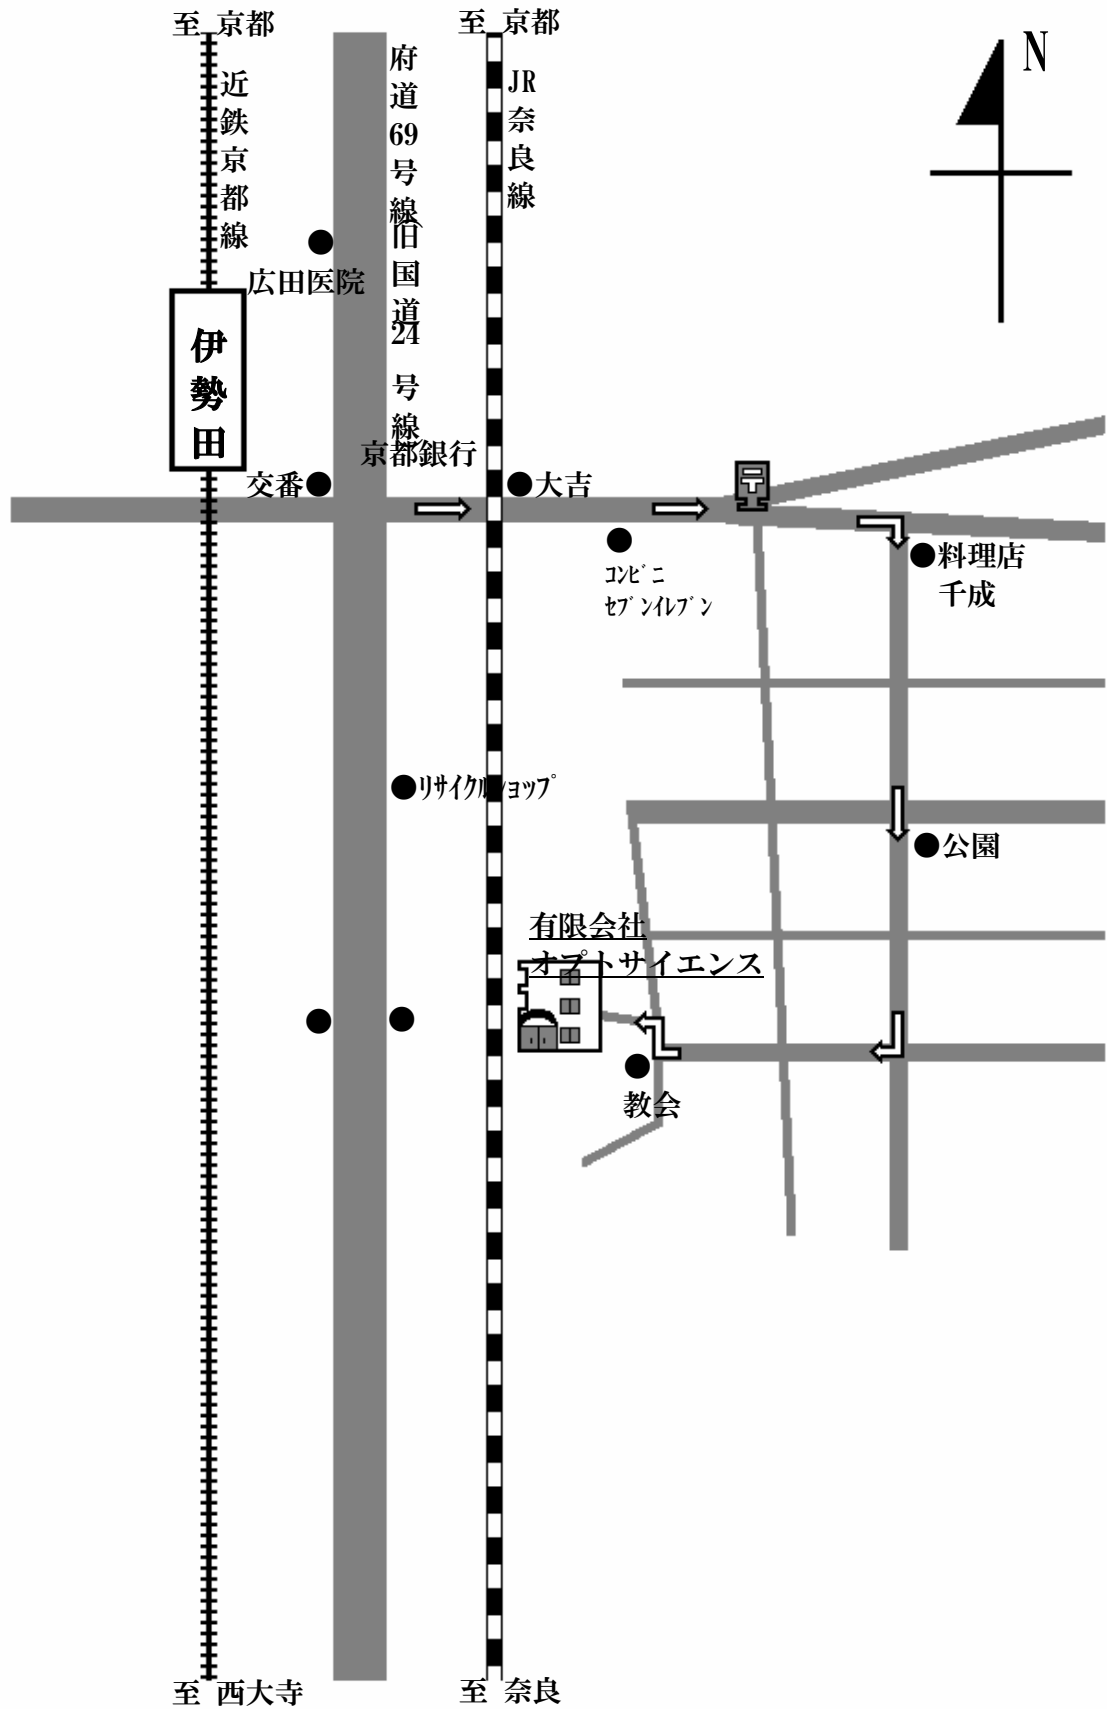 至 京都
至 京都
N
近鉄京都線
府道69号線(旧国道24号線)
JR奈良線
広田医院
伊勢田
京都銀行
交番
大吉
〒
ｺﾝﾋﾞﾆ
ｾﾌﾞﾝｲﾚﾌﾞﾝ
料理店
千成
ﾘｻｲｸﾙｼｮｯﾌﾟ
公園
有限会社
オプトサイエンス
教会
至 西大寺
至 奈良